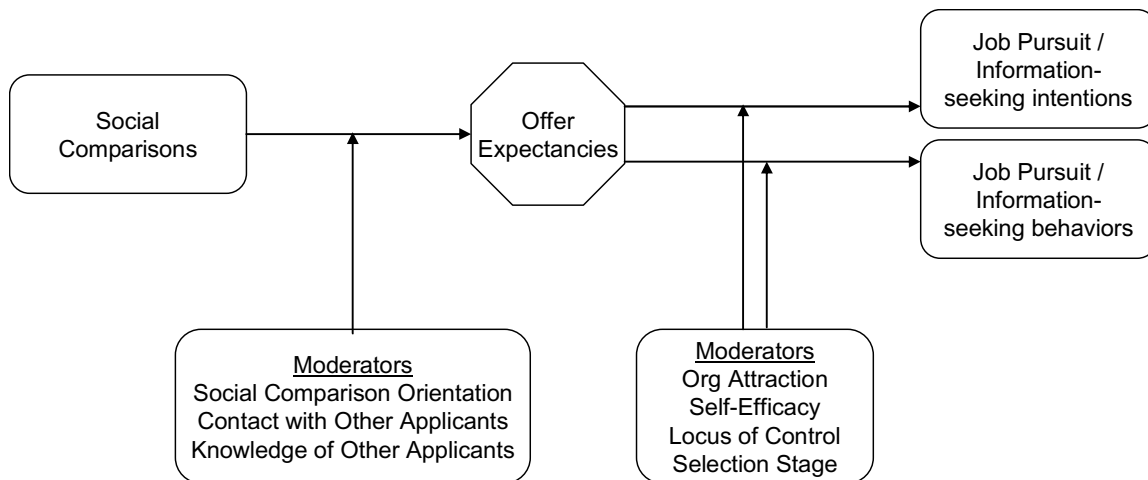 Social
Comparisons
Offer
Expectancies
Job Pursuit /
Information-
seeking intentions
Job Pursuit /
Information-
seeking behaviors
Moderators
Social Comparison Orientation
Contact with Other Applicants
Knowledge of Other Applicants
Moderators
Org Attraction
Self-Efficacy
Locus of Control
Selection Stage